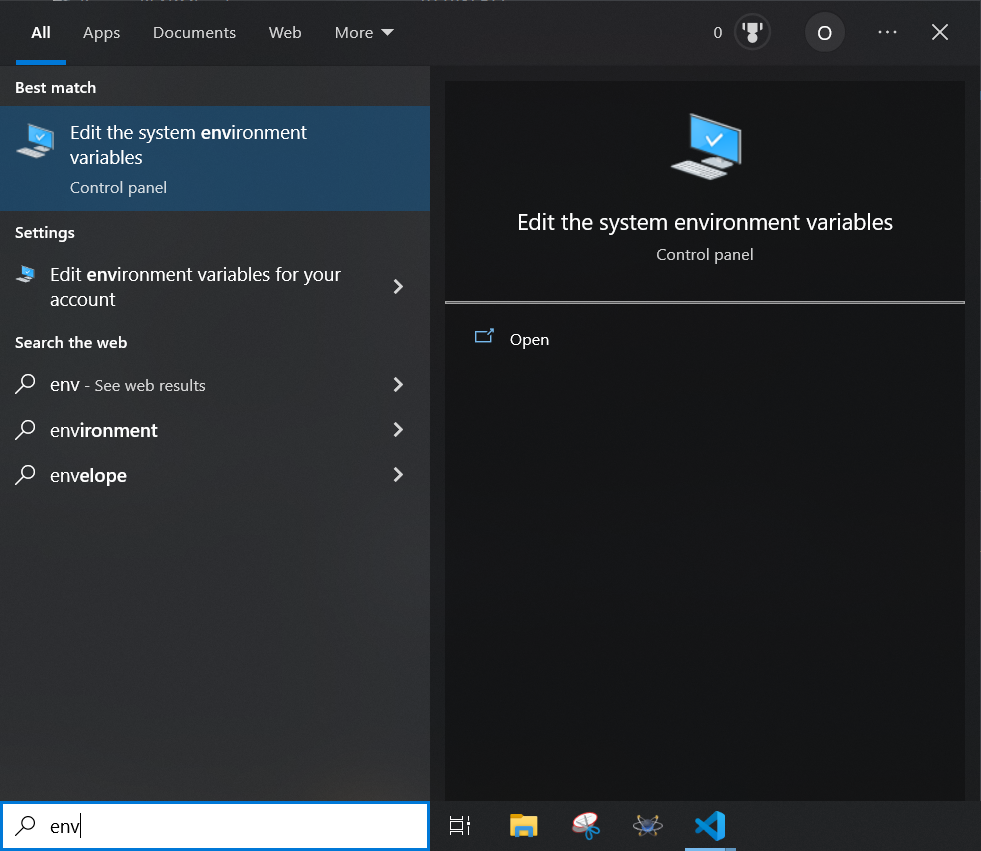 All Apps Documents Web More 0 O ...
Best match
Edit the system environment
variables
Control panel
Settings
Edit environment variables for your
account
Search the web
env - See web results
environment
envelope
env
Edit the system environment variables
Control panel
Open